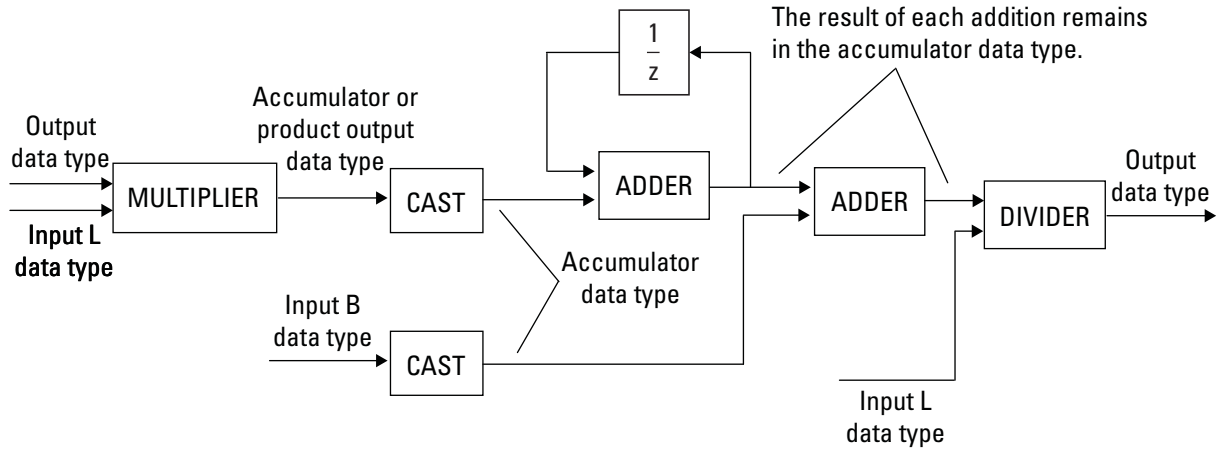 The result of each addition remains
in the accumulator data type.
1
z
Accumulator or
product output
data type
Output
data type
MULTIPLIER
Input L
data type
CAST
ADDER
ADDER
DIVIDER
Output
data type
Accumulator
data type
Input B
data type
CAST
Input L
data type